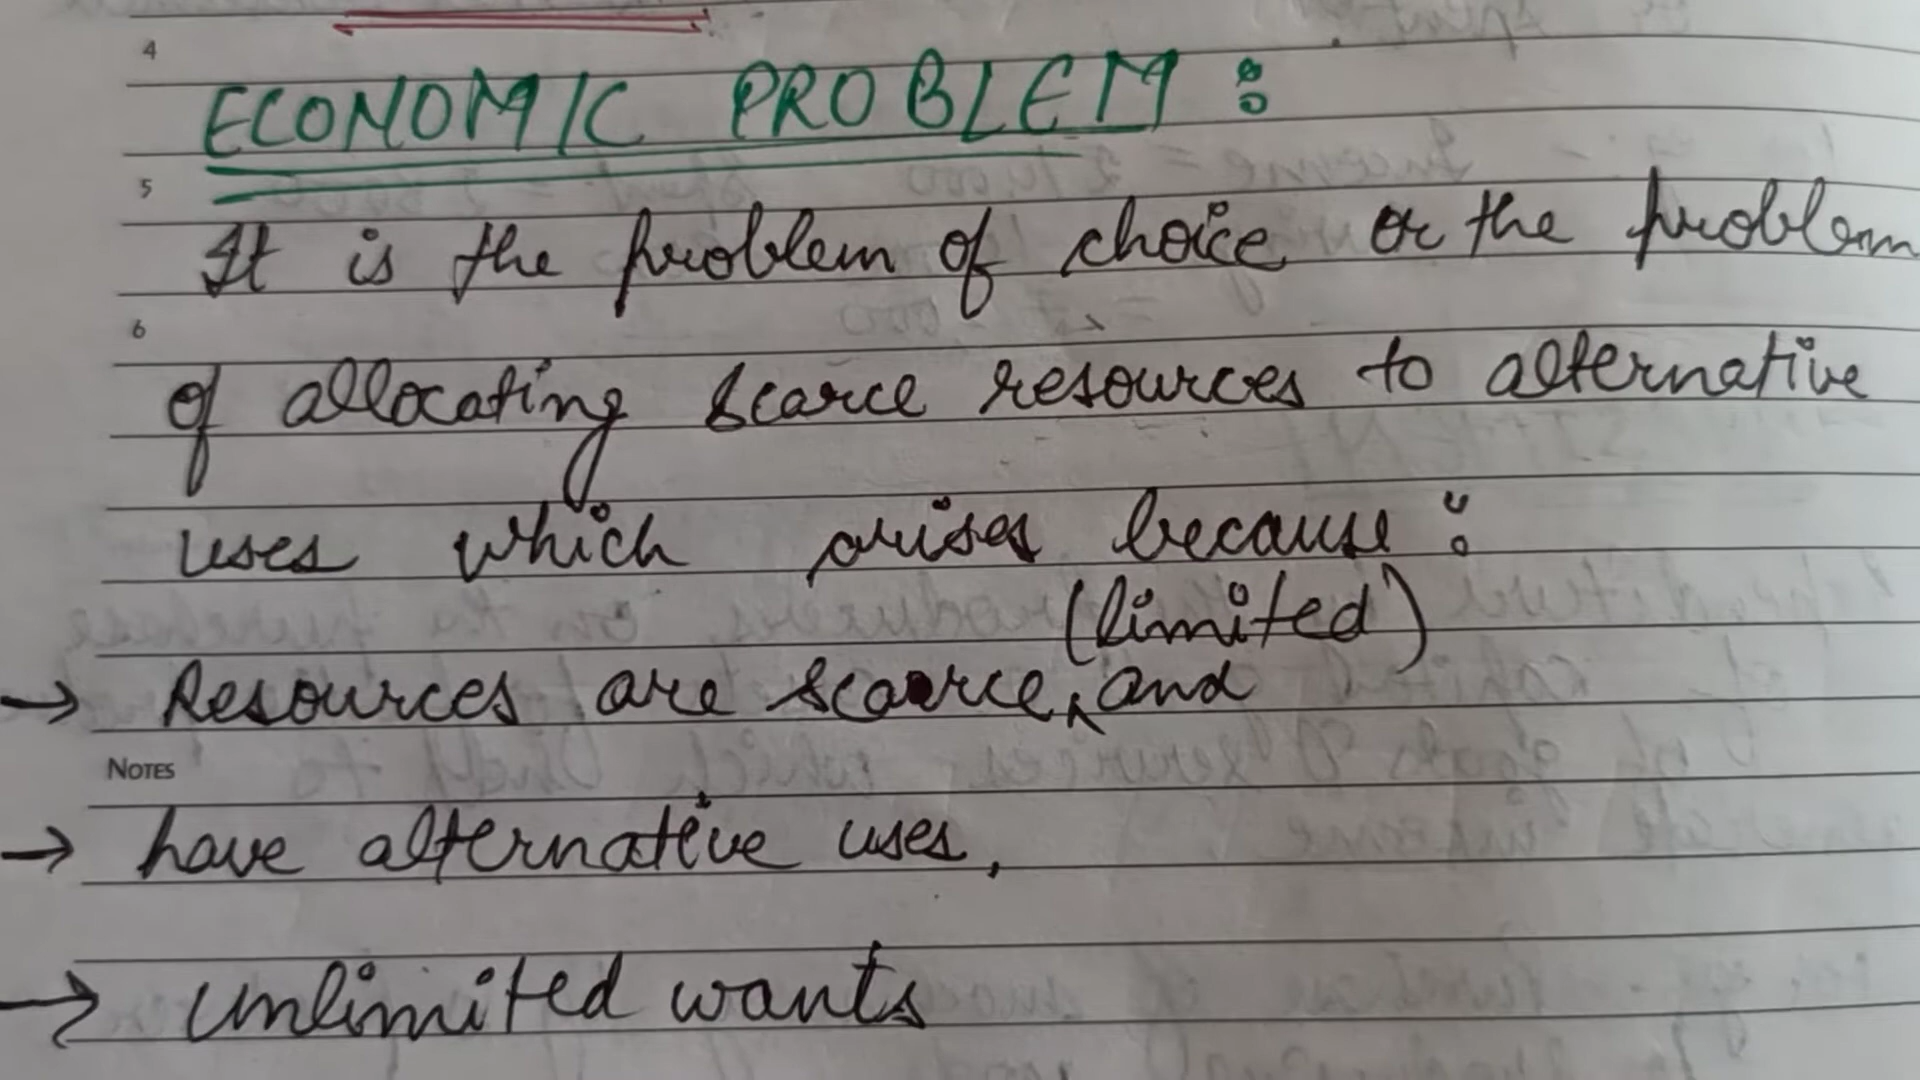 4
ECONOMIC PROBLEM :
5
It is the problem of choice or the problem
6
of allocating scarce resources to alternative
uses which arises because :
(limited)
→ Resources are scarce, and
NOTES
→ have alternative uses,
→ unlimited wants